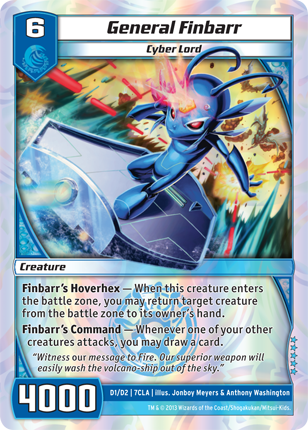 6
General Finbarr
Cyber Lord
Creature
Finbarr's Hoverhex — When this creature enters
the battle zone, you may return target creature
from the battle zone to its owner's hand.
Finbarr's Command — Whenever one of your other
creatures attacks, you may draw a card.
"Witness our message to Fire. Our superior weapon will
easily wash the volcano-ship out of the sky."
4000
D1/D2 | 7CLA | illus. Jonboy Meyers & Anthony Washington
TM & © 2013 Wizards of the Coast/Shogakukan/Mitsui-Kids.